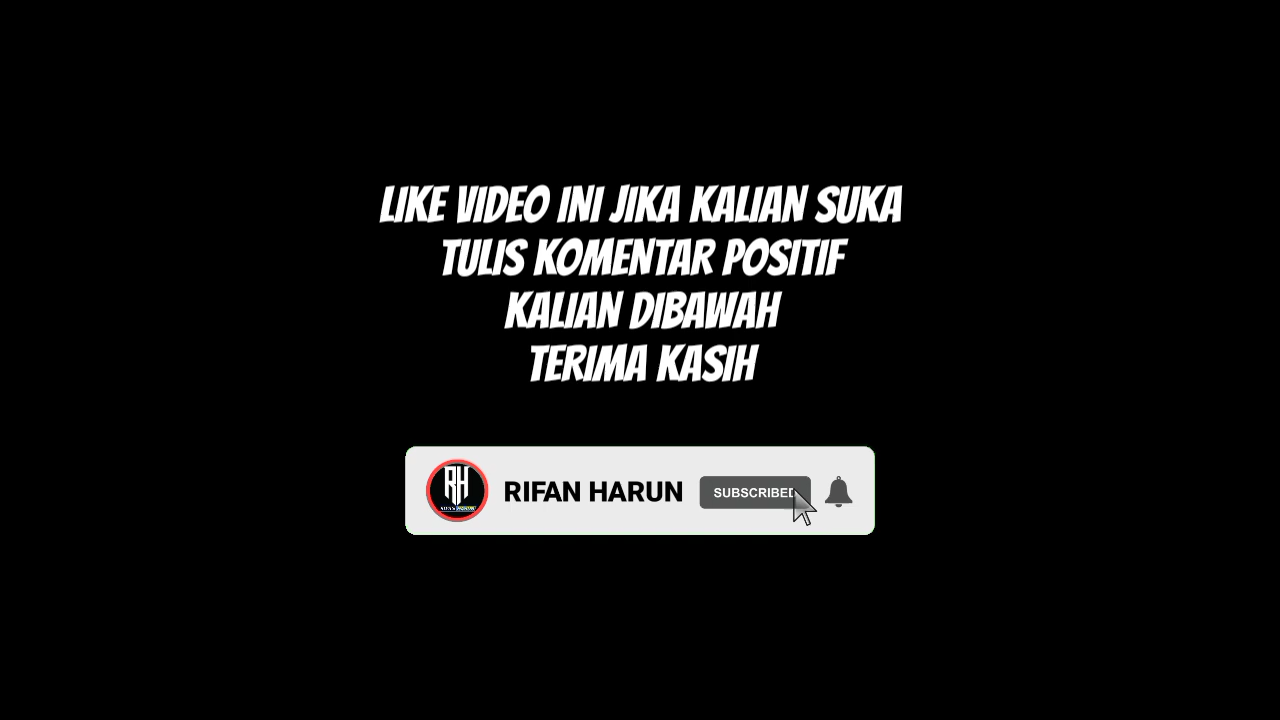 LIKE VIDEO INI JIKA KALIAN SUKA
TULIS KOMENTAR POSITIF
KALIAN DIBAWAH
TERIMA KASIH
RH
RIFAN HARUN
SUBSCRIBED